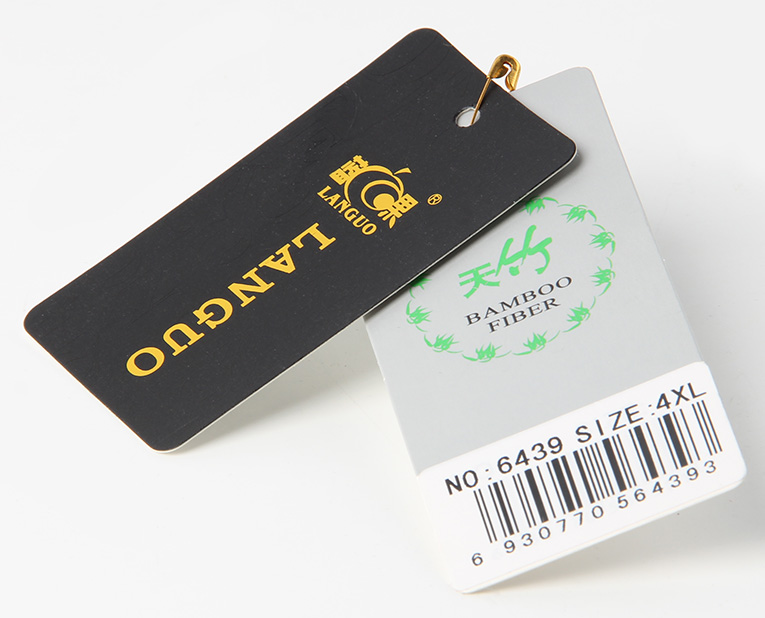 LANGUO
®
LANGUO
天竹
BAMBOO
FIBER
NO:6439 SIZE:4XL
6 930770 564393